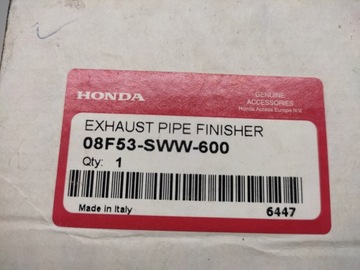 HONDA
GENUINE
ACCESSORIES
Honda Access Europe N.V.
EXHAUST PIPE FINISHER
08F53-SWW-600
Qty: 1
Made in Italy
6447